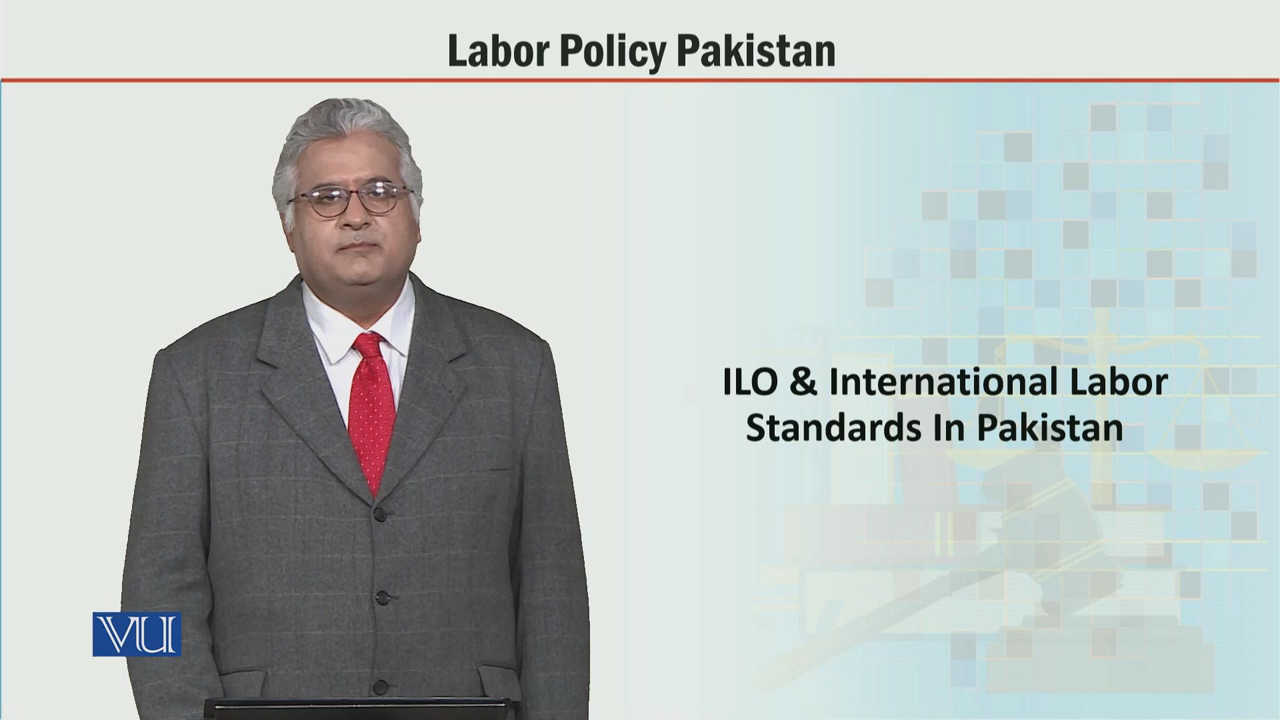 Labor Policy Pakistan
ILO & International Labor
Standards In Pakistan
VU